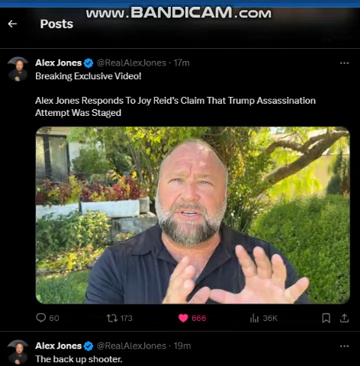 www.BANDICAM.com
Posts
Alex Jones @RealAlexJones · 17m
Breaking Exclusive Video!
Alex Jones Responds To Joy Reid's Claim That Trump Assassination
Attempt Was Staged
60 173 666 36K
Alex Jones @RealAlexJones · 19m
The back up shooter.